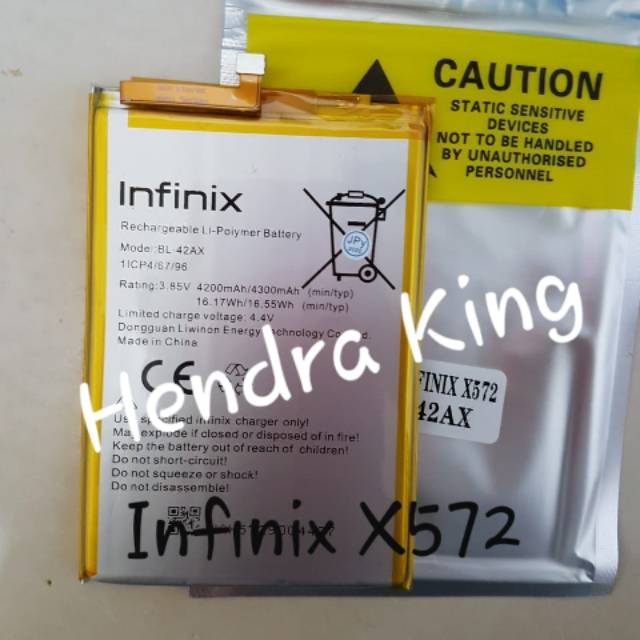 CAUTION
STATIC SENSITIVE
DEVICES
NOT TO BE HANDLED
BY UNAUTHORISED
PERSONNEL
Infinix
Rechargeable Li-Polymer Battery
Model: BL-42AX
1ICP4/67/96
Rating:3.85V 4200mAh/4300mAh (min/typ)
16.17Wh/16.55Wh (min/typ)
Limited charge voltage: 4.4V
Dongguan Liwinon Energy Technology Co., Ltd.
Made in China
JPY
CE
Hendra King
INFINIX X572
42AX
Use specified infinix charger only!
May explode if closed or disposed of in fire!
Keep the battery out of reach of children!
Do not short-circuit!
Do not squeeze or shock!
Do not disassemble!
Infinix X572